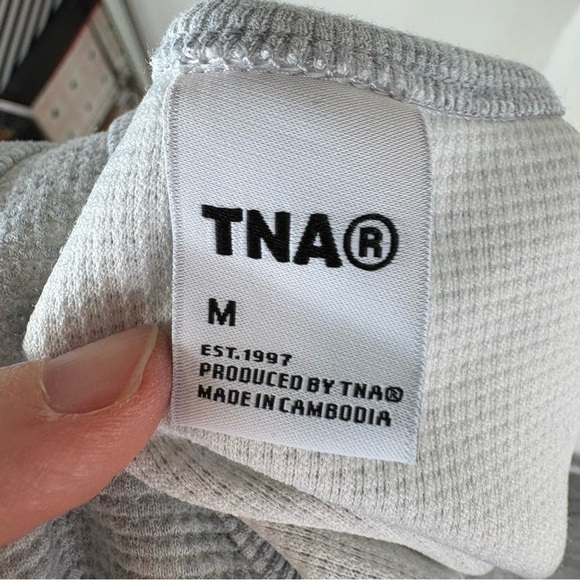 TNA®
M
EST. 1997
PRODUCED BY TNA®
MADE IN CAMBODIA